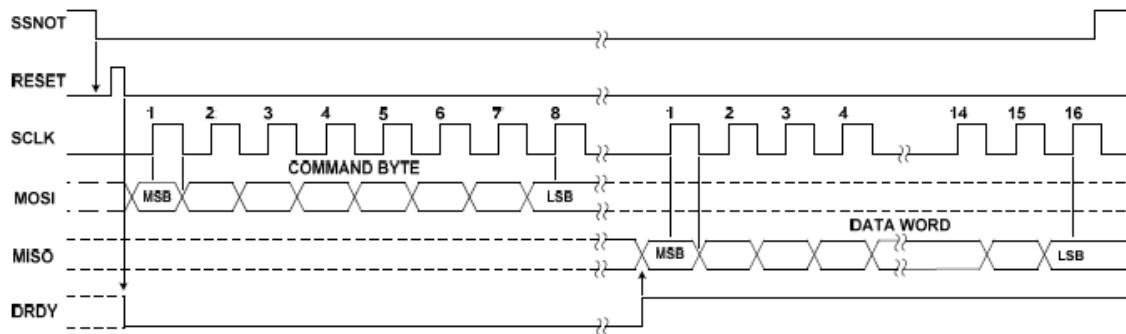 SSNOT
RESET
1 2 3 4 5 6 7 8 1 2 3 4 14 15 16
SCLK
COMMAND BYTE
MOSI MSB LSB
DATA WORD
MISO MSB LSB
DRDY